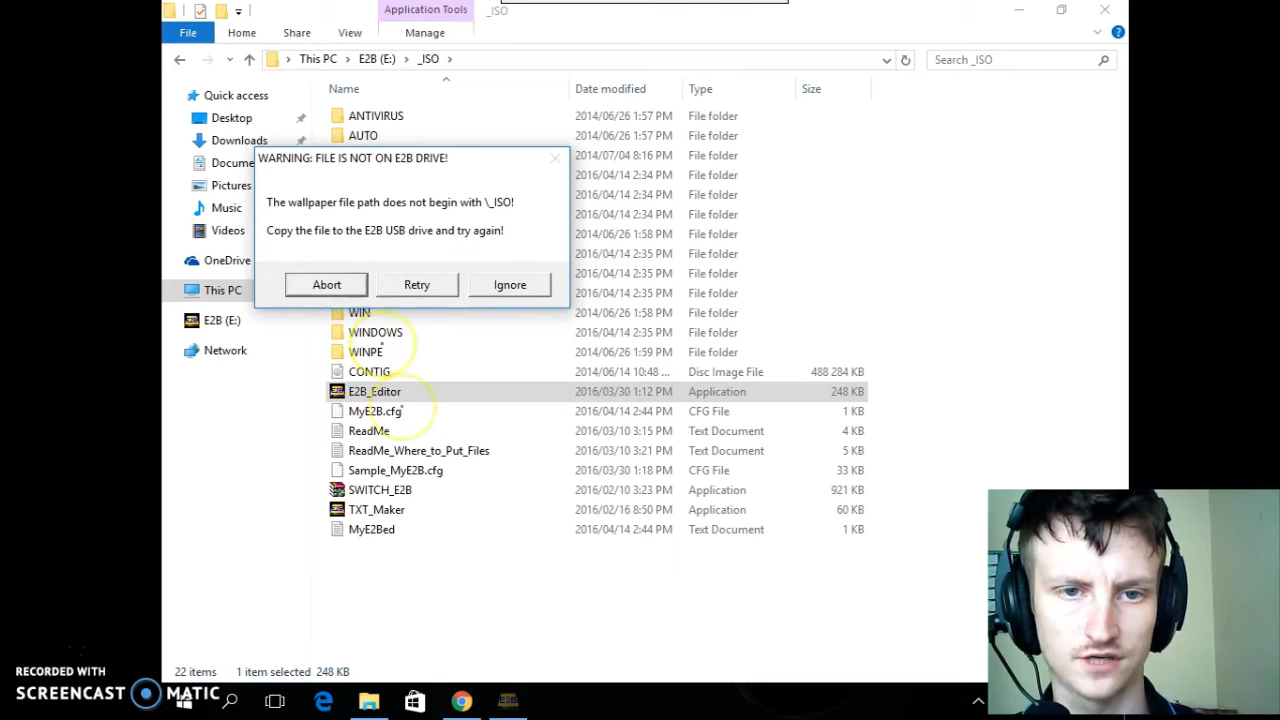 Application Tools
_ISO
File Home Share View Manage
This PC > E2B (E:) > _ISO >
Search _ISO
Name Date modified Type Size
Quick access
Desktop
Downloads
Docume
Pictures
Music
Videos
OneDrive
This PC
E2B (E:)
Network
ANTIVIRUS 2014/06/26 1:57 PM File folder
AUTO 2014/06/26 1:57 PM File folder
2014/07/04 8:16 PM File folder
2016/04/14 2:34 PM File folder
2016/04/14 2:34 PM File folder
2016/04/14 2:34 PM File folder
2014/06/26 1:58 PM File folder
2016/04/14 2:35 PM File folder
2016/04/14 2:35 PM File folder
2016/04/14 2:35 PM File folder
WIN 2014/06/26 1:58 PM File folder
WINDOWS 2016/04/14 2:35 PM File folder
WINPE 2014/06/26 1:59 PM File folder
CONTIG 2014/06/14 10:48 ... Disc Image File 488 284 KB
E2B_Editor 2016/03/30 1:12 PM Application 248 KB
MyE2B.cfg 2016/04/14 2:44 PM CFG File 1 KB
ReadMe 2016/03/10 3:15 PM Text Document 4 KB
ReadMe_Where_to_Put_Files 2016/03/10 3:21 PM Text Document 5 KB
Sample_MyE2B.cfg 2016/03/30 1:18 PM CFG File 33 KB
SWITCH_E2B 2016/02/10 3:23 PM Application 921 KB
TXT_Maker 2016/02/16 8:50 PM Application 60 KB
MyE2Bed 2016/04/14 2:44 PM Text Document 1 KB
WARNING: FILE IS NOT ON E2B DRIVE!
The wallpaper file path does not begin with \_ISO!
Copy the file to the E2B USB drive and try again!
Abort Retry Ignore
22 items 1 item selected 248 KB
RECORDED WITH
SCREENCAST MATIC